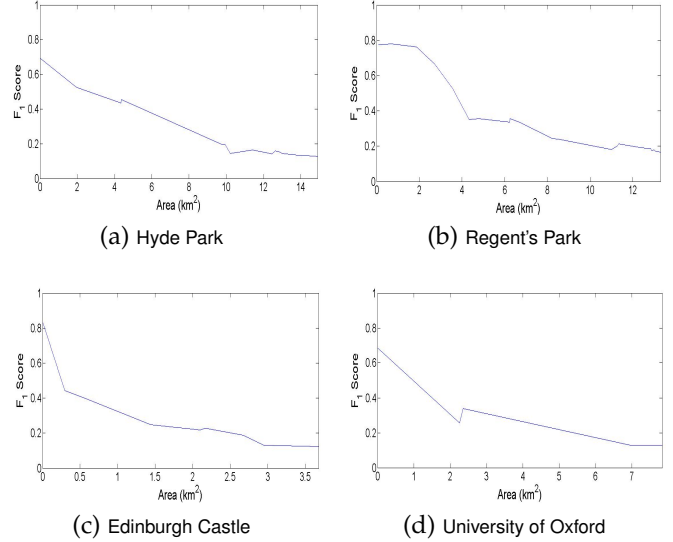 1
0.8
0.6
0.4
0.2
0
F1 Score
0 2 4 6 8 10 12 14
Area (km2)
(a) Hyde Park
1
0.8
0.6
0.4
0.2
0
F1 Score
0 2 4 6 8 10 12
Area (km2)
(b) Regent's Park
1
0.8
0.6
0.4
0.2
0
F1 Score
0 0.5 1 1.5 2 2.5 3 3.5
Area (km2)
(c) Edinburgh Castle
1
0.8
0.6
0.4
0.2
0
F1 Score
0 1 2 3 4 5 6 7
Area (km2)
(d) University of Oxford